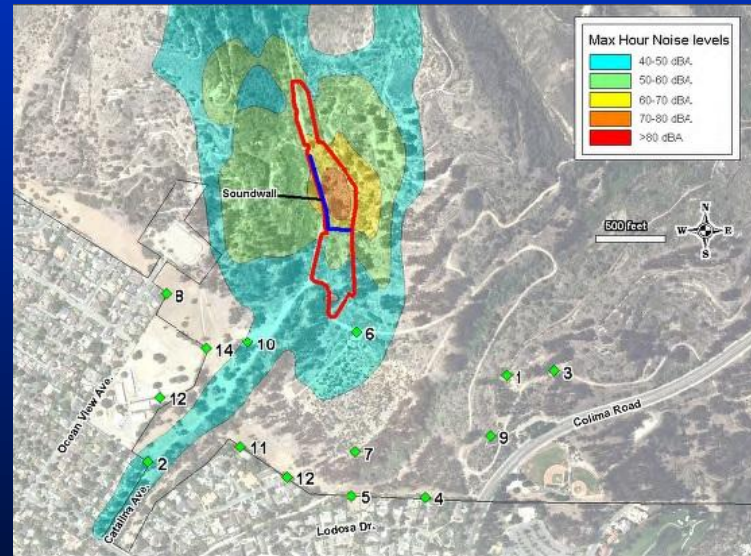 Max Hour Noise levels
40-50 dBA
50-60 dBA
60-70 dBA
70-80 dBA
>80 dBA
Soundwall
500 feet
N
W
E
S
8
6
10
14
1
3
12
Colima Road
Ocean View Ave.
9
11
7
2
12
5
4
Catalina Ave.
Lodosa Dr.